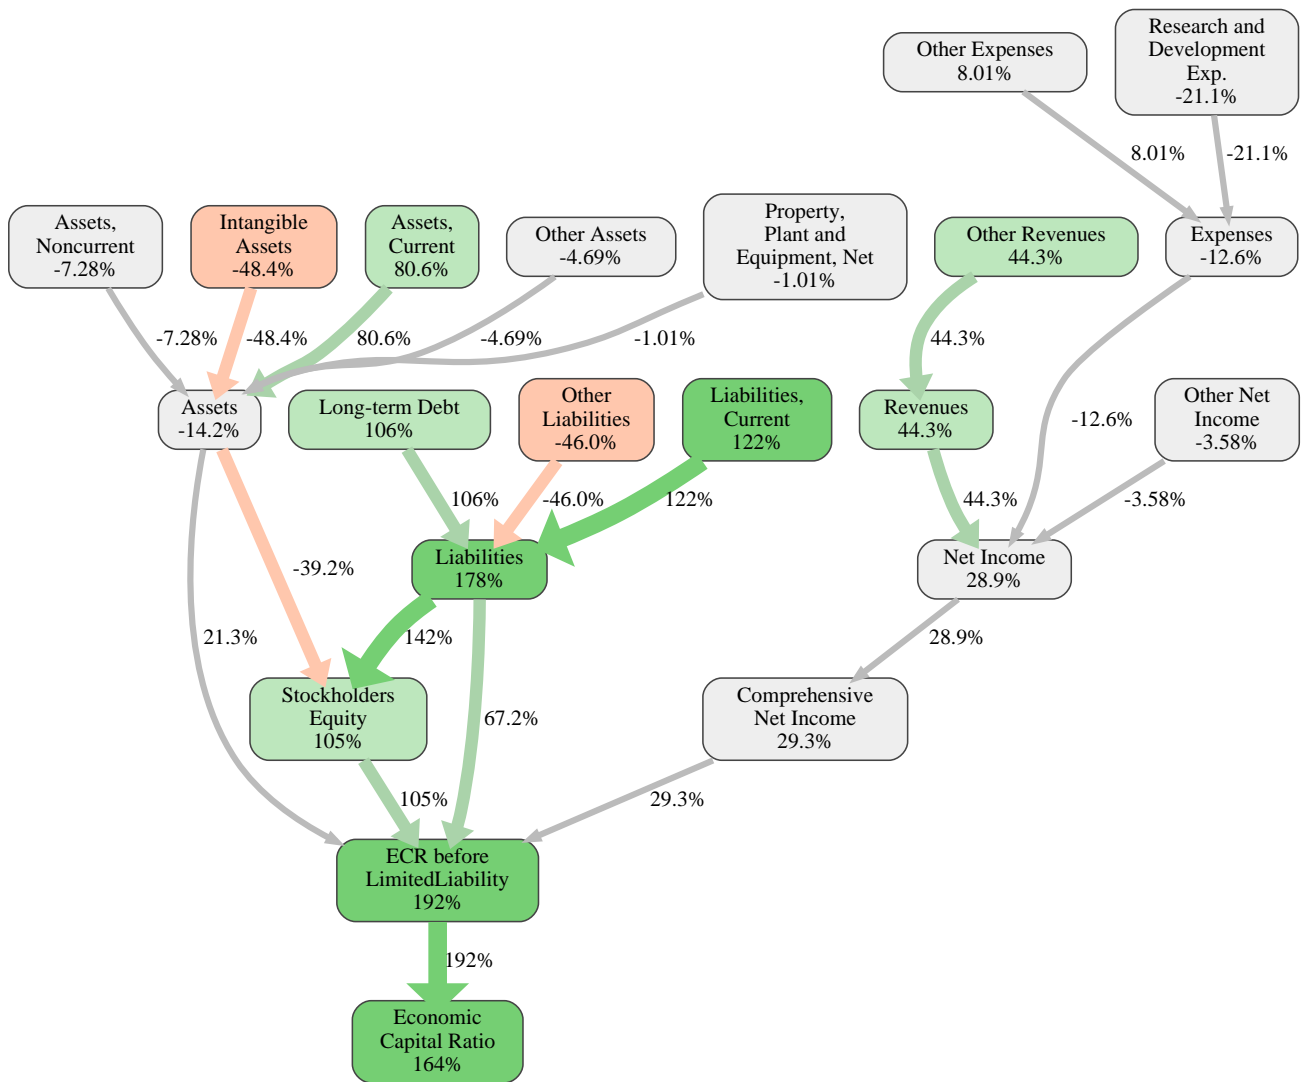 Other Expenses
8.01%
Research and
Development
Exp.
-21.1%
8.01%
-21.1%
Assets,
Noncurrent
-7.28%
Intangible
Assets
-48.4%
Assets,
Current
80.6%
Other Assets
-4.69%
Property,
Plant and
Equipment, Net
-1.01%
Other Revenues
44.3%
Expenses
-12.6%
-7.28%
-48.4%
80.6%
-4.69%
-1.01%
44.3%
Assets
-14.2%
Long-term Debt
106%
Other
Liabilities
-46.0%
Liabilities,
Current
122%
Revenues
44.3%
-12.6%
Other Net
Income
-3.58%
106%
-46.0%
122%
44.3%
-3.58%
Liabilities
178%
Net Income
28.9%
-39.2%
21.3%
142%
28.9%
Stockholders
Equity
105%
67.2%
Comprehensive
Net Income
29.3%
105%
29.3%
ECR before
LimitedLiability
192%
192%
Economic
Capital Ratio
164%